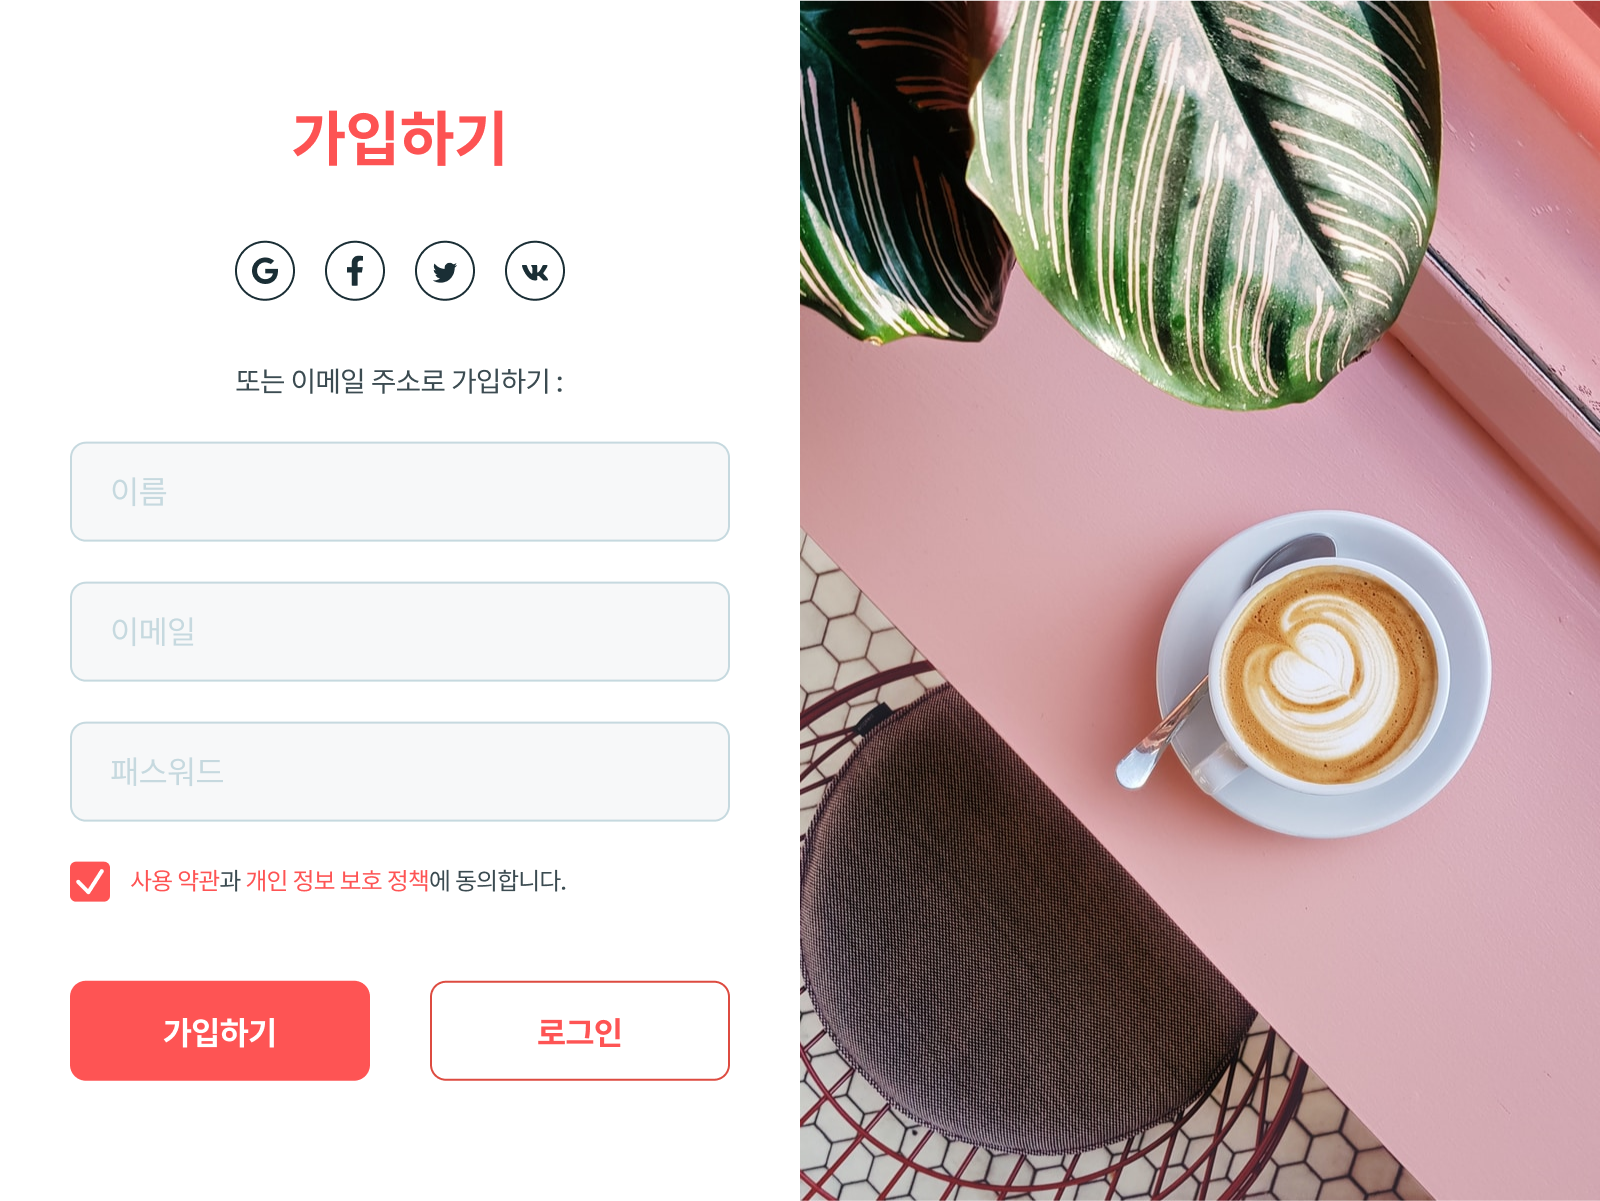 가입하기
또는 이메일 주소로 가입하기 :
이름
이메일
패스워드
사용 약관과 개인 정보 보호 정책에 동의합니다.
가입하기
로그인